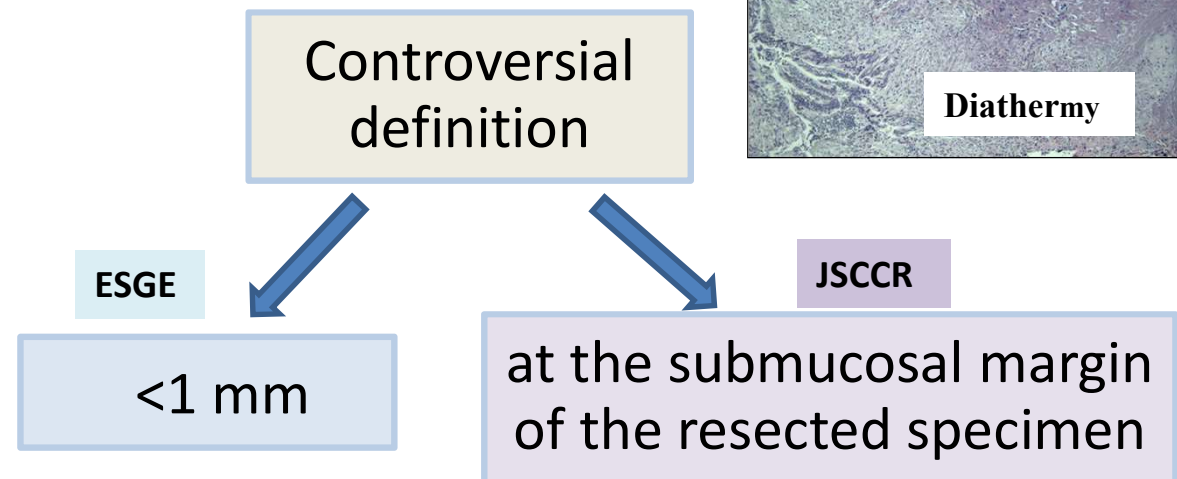 Controversial
definition
Diathermy
ESGE
JSCCR
<1 mm
at the submucosal margin
of the resected specimen